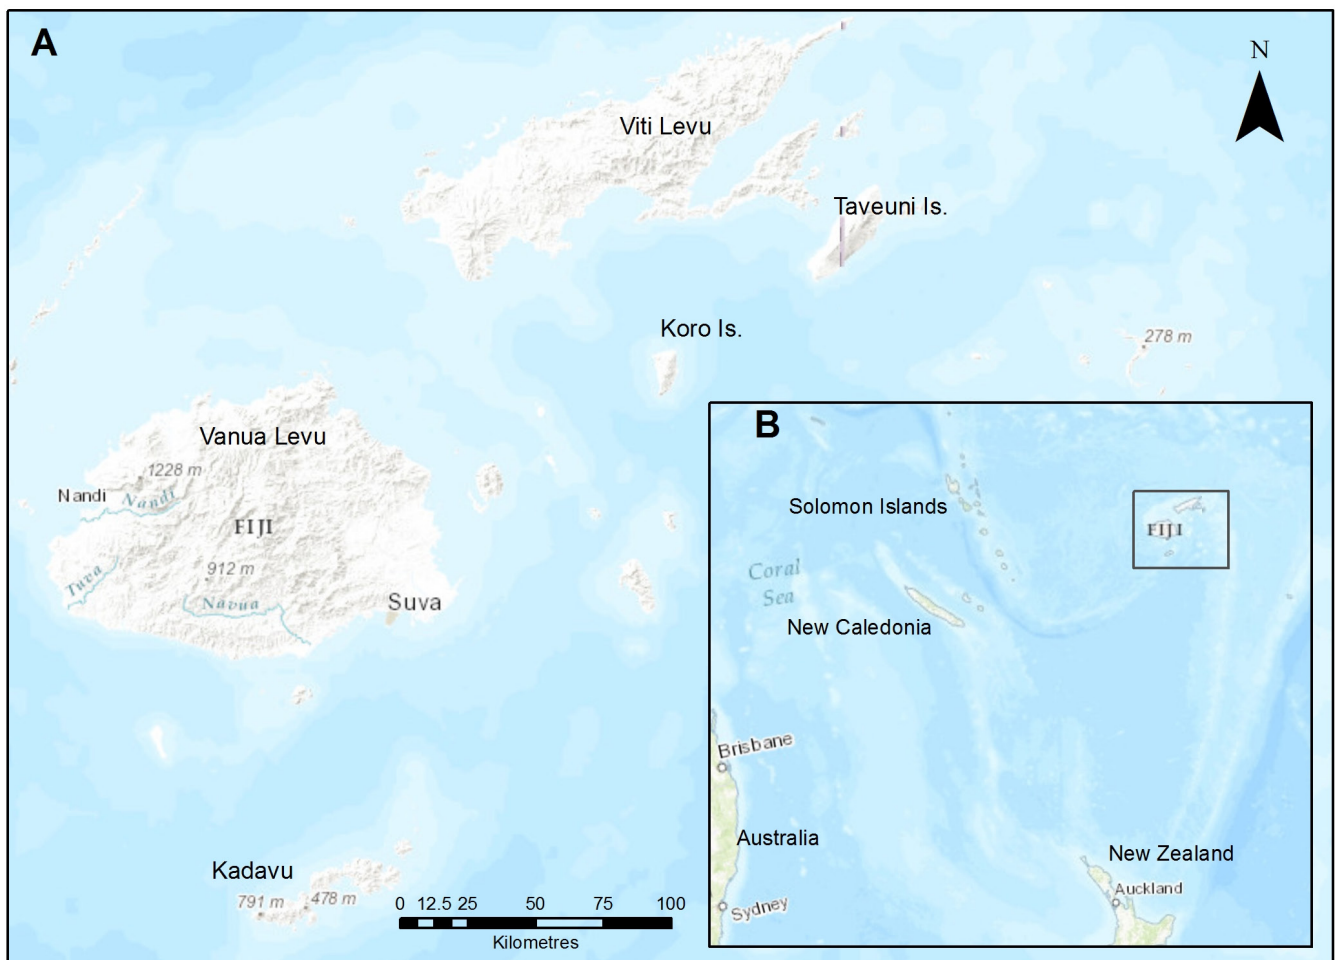 A
N
Viti Levu
Taveuni Is.
Koro Is.
278 m
Vanua Levu
1228 m
Nandi
Nandi
FIJI
912 m
Tuva
Navua
Suva
Kadavu
791 m
478 m
0 12.5 25 50 75 100
Kilometres
B
Solomon Islands
FIJI
Coral
Sea
New Caledonia
Brisbane
Australia
New Zealand
Auckland
Sydney